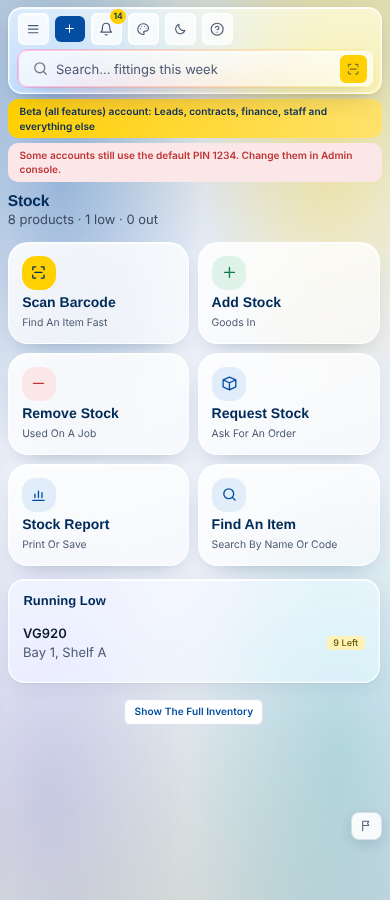 14
Search... fittings this week
Beta (all features) account: Leads, contracts, finance, staff and
everything else
Some accounts still use the default PIN 1234. Change them in Admin
console.
Stock
8 products · 1 low · 0 out
Scan Barcode
Find An Item Fast
Add Stock
Goods In
Remove Stock
Used On A Job
Request Stock
Ask For An Order
Stock Report
Print Or Save
Find An Item
Search By Name Or Code
Running Low
VG920
Bay 1, Shelf A
9 Left
Show The Full Inventory